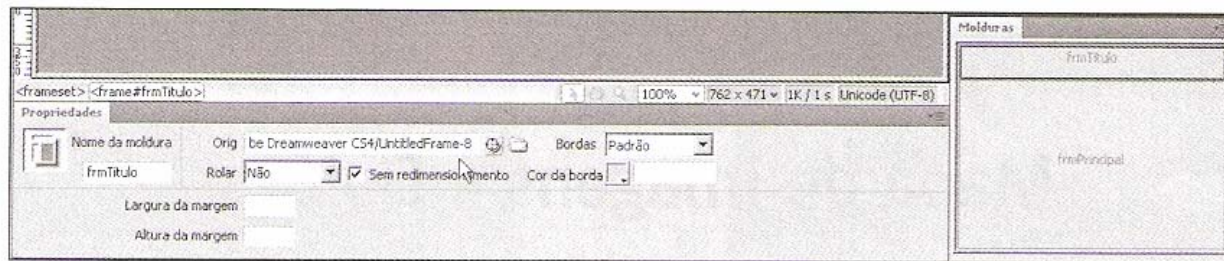 Molduras
frmTitulo
<frameset> <frame#frmTitulo>
100%
762 x 471
1K / 1 s
Unicode (UTF-8)
Propriedades
Nome da moldura
Orig
be Dreamweaver CS4/UntitledFrame-8
Bordas
Padrão
frmPrincipal
frmTitulo
Rolar
Não
Sem redimensionamento
Cor da borda
Largura da margem
Altura da margem